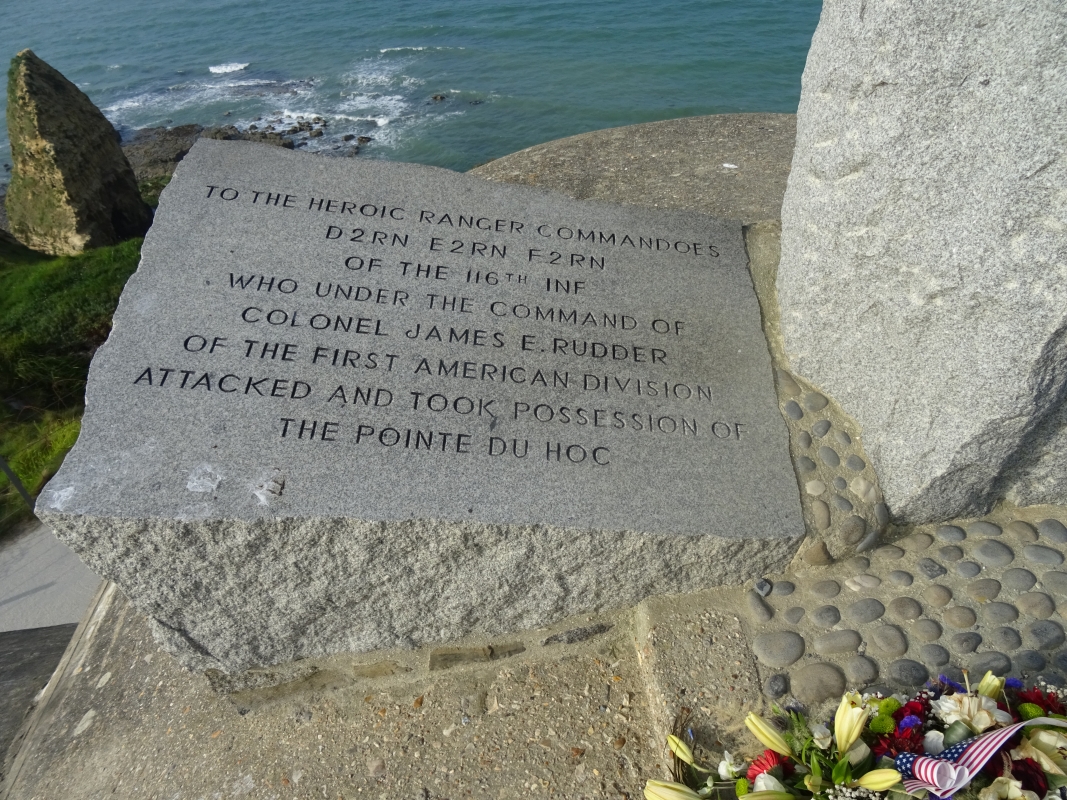 TO THE HEROIC RANGER COMMANDOES
D2RN E2RN F2RN
OF THE 116TH INF
WHO UNDER THE COMMAND OF
COLONEL JAMES E. RUDDER
OF THE FIRST AMERICAN DIVISION
ATTACKED AND TOOK POSSESSION OF
THE POINTE DU HOC